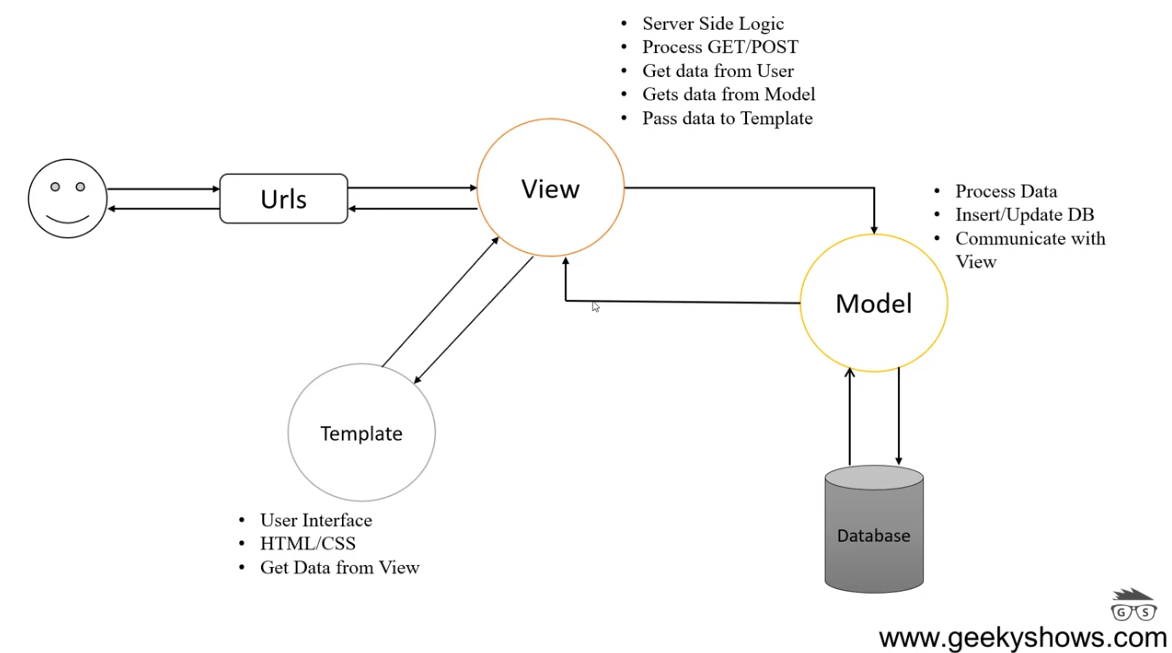 • Server Side Logic
• Process GET/POST
• Get data from User
• Gets data from Model
• Pass data to Template
Urls
View
• Process Data
• Insert/Update DB
• Communicate with
View
Model
Template
• User Interface
• HTML/CSS
• Get Data from View
Database
G S
www.geekyshows.com